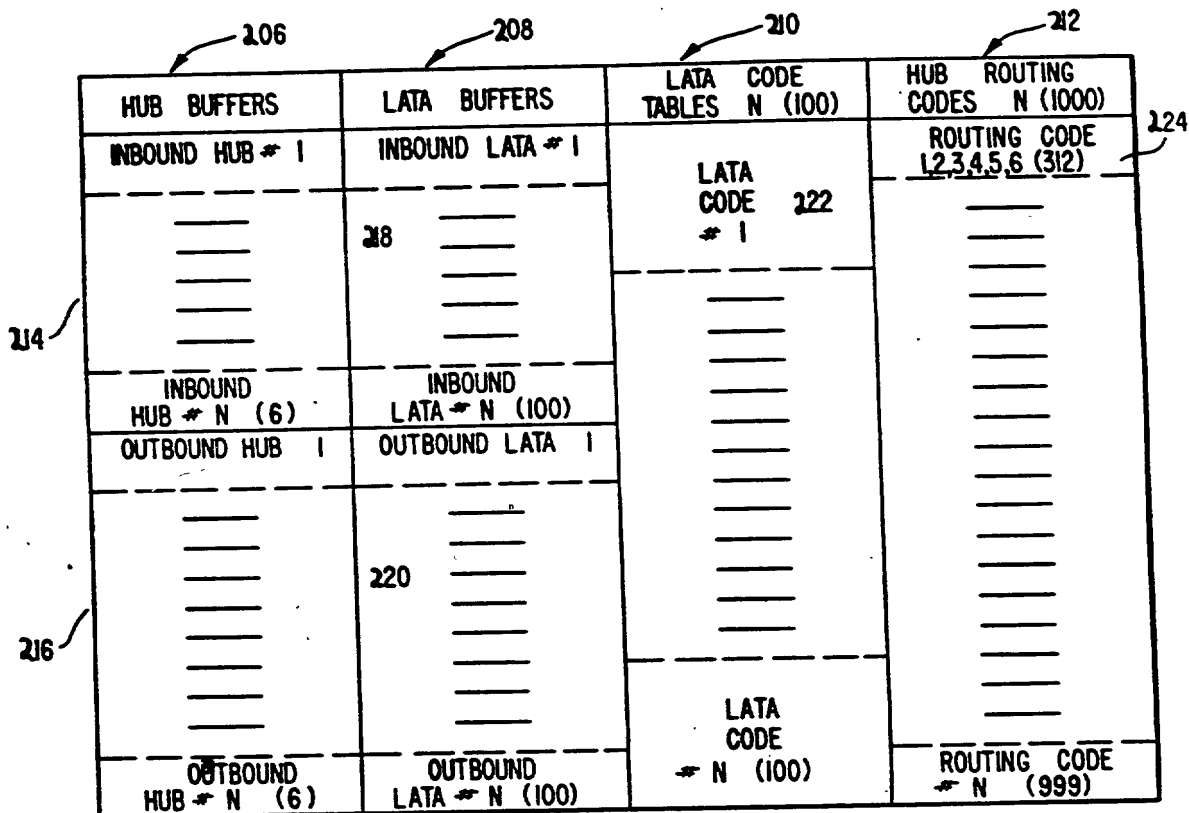 206
208
210
212
HUB BUFFERS
LATA BUFFERS
LATA CODE
TABLES N (100)
HUB ROUTING
CODES N (1000)
INBOUND HUB # 1
INBOUND LATA # 1
LATA
CODE 222
# 1
ROUTING CODE
1,2,3,4,5,6 (312)
224
218
214
INBOUND
HUB # N (6)
INBOUND
LATA # N (100)
OUTBOUND HUB 1
OUTBOUND LATA 1
220
216
OUTBOUND
HUB # N (6)
OUTBOUND
LATA # N (100)
LATA
CODE
# N (100)
ROUTING CODE
# N (999)